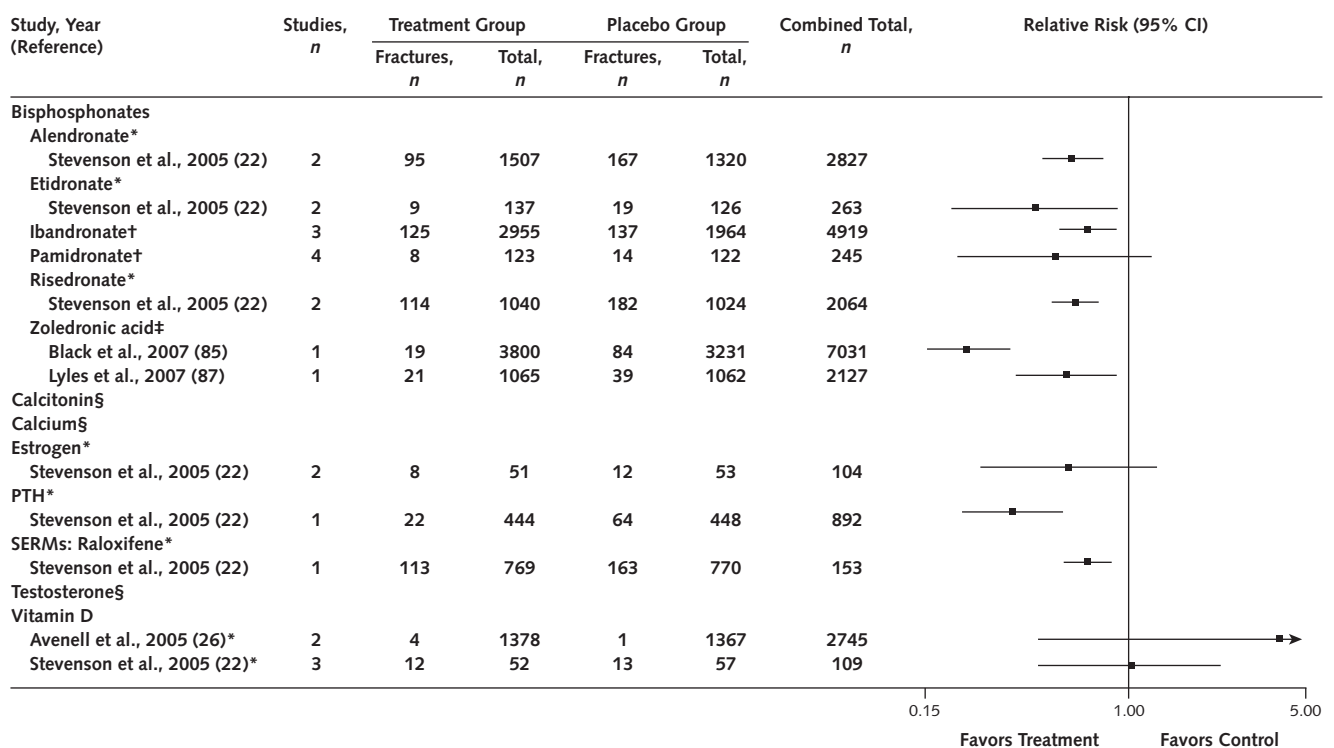 Study, Year Studies, Treatment Group Placebo Group Combined Total, Relative Risk (95% CI)
(Reference) n n
Fractures, Total, Fractures, Total,
n n n n
Bisphosphonates
Alendronate*
Stevenson et al., 2005 (22) 2 95 1507 167 1320 2827
Etidronate*
Stevenson et al., 2005 (22) 2 9 137 19 126 263
Ibandronate† 3 125 2955 137 1964 4919
Pamidronate† 4 8 123 14 122 245
Risedronate*
Stevenson et al., 2005 (22) 2 114 1040 182 1024 2064
Zoledronic acid‡
Black et al., 2007 (85) 1 19 3800 84 3231 7031
Lyles et al., 2007 (87) 1 21 1065 39 1062 2127
Calcitonin§
Calcium§
Estrogen*
Stevenson et al., 2005 (22) 2 8 51 12 53 104
PTH*
Stevenson et al., 2005 (22) 1 22 444 64 448 892
SERMs: Raloxifene*
Stevenson et al., 2005 (22) 1 113 769 163 770 153
Testosterone§
Vitamin D
Avenell et al., 2005 (26)* 2 4 1378 1 1367 2745
Stevenson et al., 2005 (22)* 3 12 52 13 57 109
0.15 1.00 5.00
Favors Treatment Favors Control